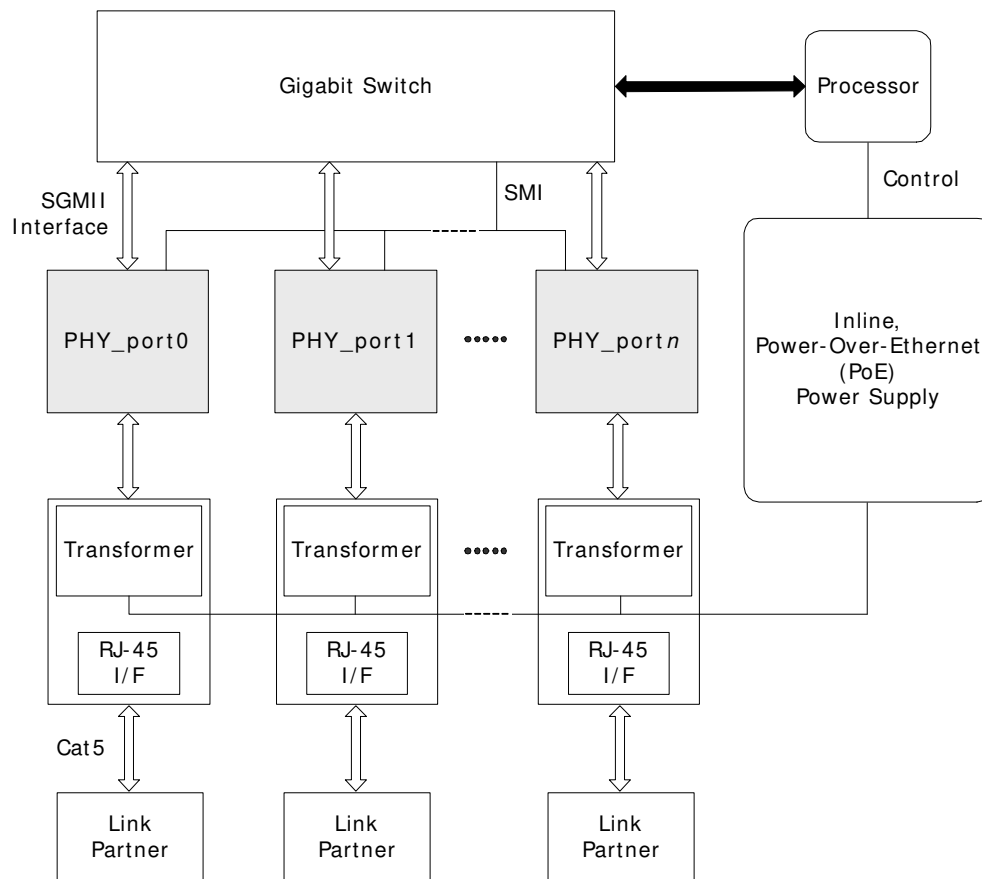 Gigabit Switch
Processor
SGMII
Interface
SMI
Control
PHY_port0
PHY_port1
PHY_portn
Inline,
Power-Over-Ethernet
(PoE)
Power Supply
Transformer
Transformer
Transformer
RJ-45
I/F
RJ-45
I/F
RJ-45
I/F
Cat5
Link
Partner
Link
Partner
Link
Partner